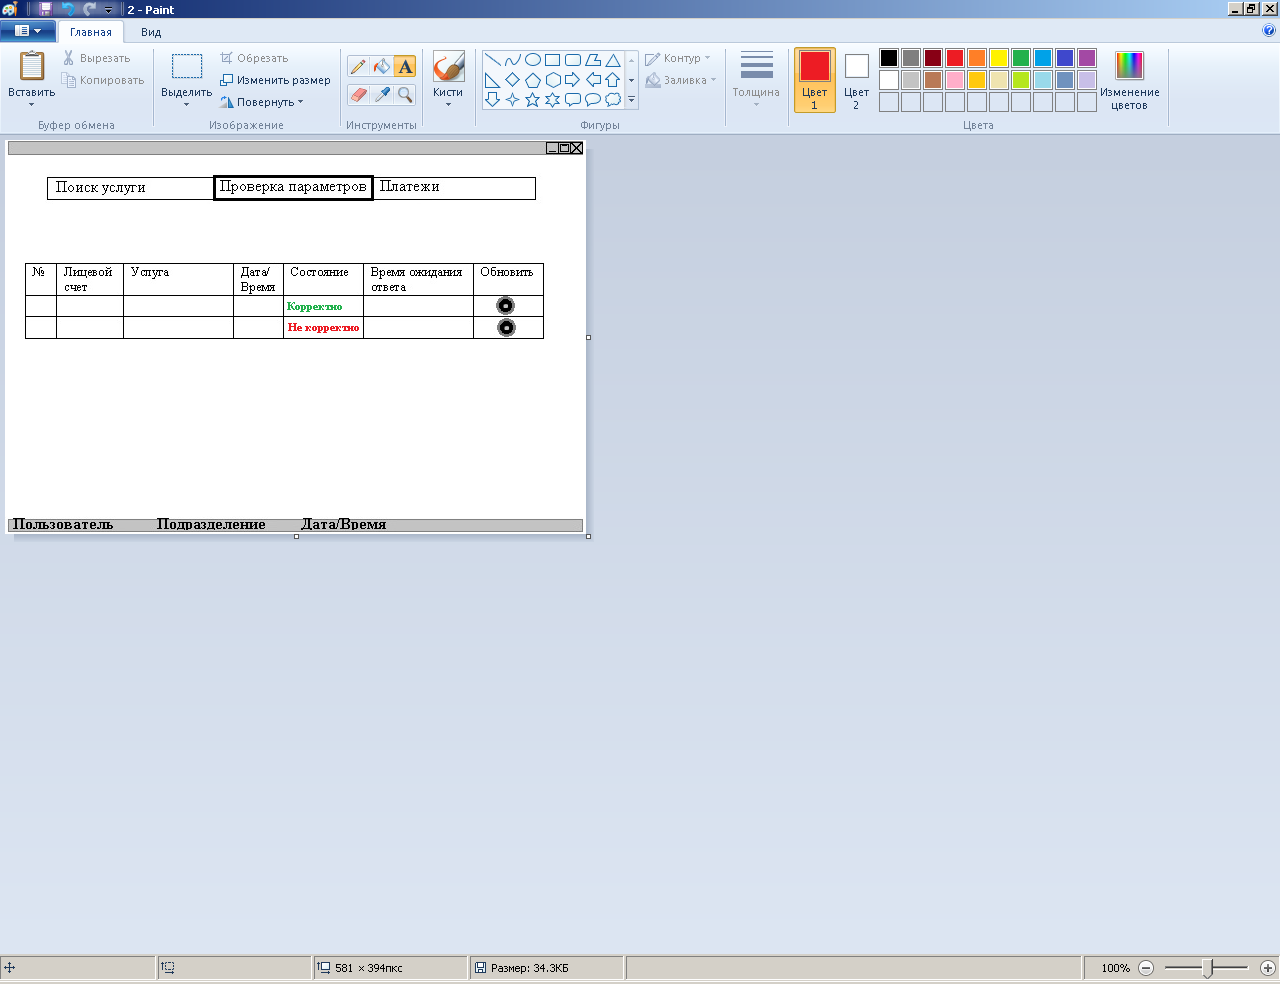 2 - Paint
Главная Вид
Вставить
Вырезать
Копировать
Буфер обмена
Выделить
Обрезать
Изменить размер
Повернуть
Изображение
A
Инструменты
Кисти
Фигуры
Контур
Заливка
Толщина
Цвет
1
Цвет
2
Цвета
Изменение
цветов
Поиск услуги Проверка параметров Платежи
№ Лицевой счет Услуга Дата/Время Состояние Время ожидания ответа Обновить
Корректно
Не корректно
Пользователь Подразделение Дата/Время
581 × 394пкс
Размер: 34.3КБ
100%